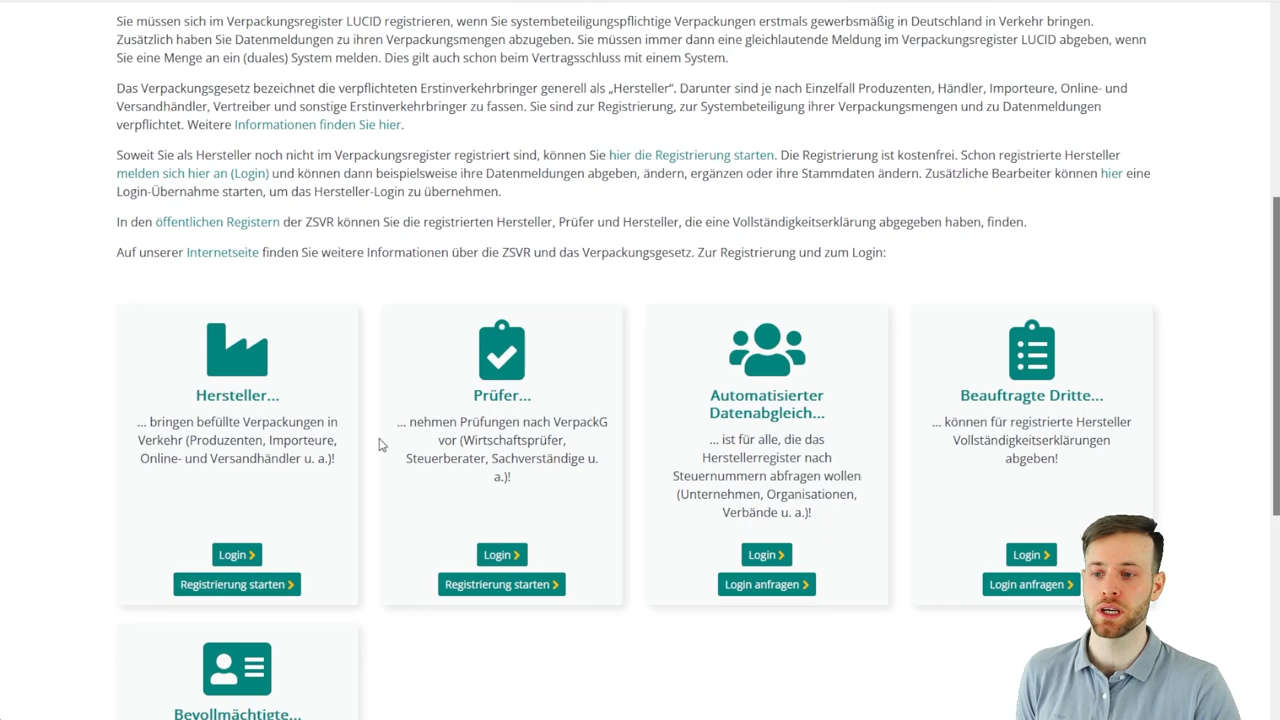 Sie müssen sich im Verpackungsregister LUCID registrieren, wenn Sie systembeteiligungspflichtige Verpackungen erstmals gewerbsmäßig in Deutschland in Verkehr bringen.
Zusätzlich haben Sie Datenmeldungen zu ihren Verpackungsmengen abzugeben. Sie müssen immer dann eine gleichlautende Meldung im Verpackungsregister LUCID abgeben, wenn
Sie eine Menge an ein (duales) System melden. Dies gilt auch schon beim Vertragsschluss mit einem System.
Das Verpackungsgesetz bezeichnet die verpflichteten Erstinverkehrbringer generell als „Hersteller“. Darunter sind je nach Einzelfall Produzenten, Händler, Importeure, Online- und
Versandhändler, Vertreiber und sonstige Erstinverkehrbringer zu fassen. Sie sind zur Registrierung, zur Systembeteiligung ihrer Verpackungsmengen und zu Datenmeldungen
verpflichtet. Weitere Informationen finden Sie hier.
Soweit Sie als Hersteller noch nicht im Verpackungsregister registriert sind, können Sie hier die Registrierung starten. Die Registrierung ist kostenfrei. Schon registrierte Hersteller
melden sich hier an (Login) und können dann beispielsweise ihre Datenmeldungen abgeben, ändern, ergänzen oder ihre Stammdaten ändern. Zusätzliche Bearbeiter können hier eine
Login-Übernahme starten, um das Hersteller-Login zu übernehmen.
In den öffentlichen Registern der ZSVR können Sie die registrierten Hersteller, Prüfer und Hersteller, die eine Vollständigkeitserklärung abgegeben haben, finden.
Auf unserer Internetseite finden Sie weitere Informationen über die ZSVR und das Verpackungsgesetz. Zur Registrierung und zum Login:
Hersteller...
... bringen befüllte Verpackungen in
Verkehr (Produzenten, Importeure,
Online- und Versandhändler u. a.)!
Login
Registrierung starten
Prüfer...
... nehmen Prüfungen nach VerpackG
vor (Wirtschaftsprüfer,
Steuerberater, Sachverständige u.
a.)!
Login
Registrierung starten
Automatisierter
Datenabgleich...
... ist für alle, die das
Herstellerregister nach
Steuernummern abfragen wollen
(Unternehmen, Organisationen,
Verbände u. a.)!
Login
Login anfragen
Beauftragte Dritte...
... können für registrierte Hersteller
Vollständigkeitserklärungen
abgeben!
Login
Login anfragen
Bevollmächtigte...